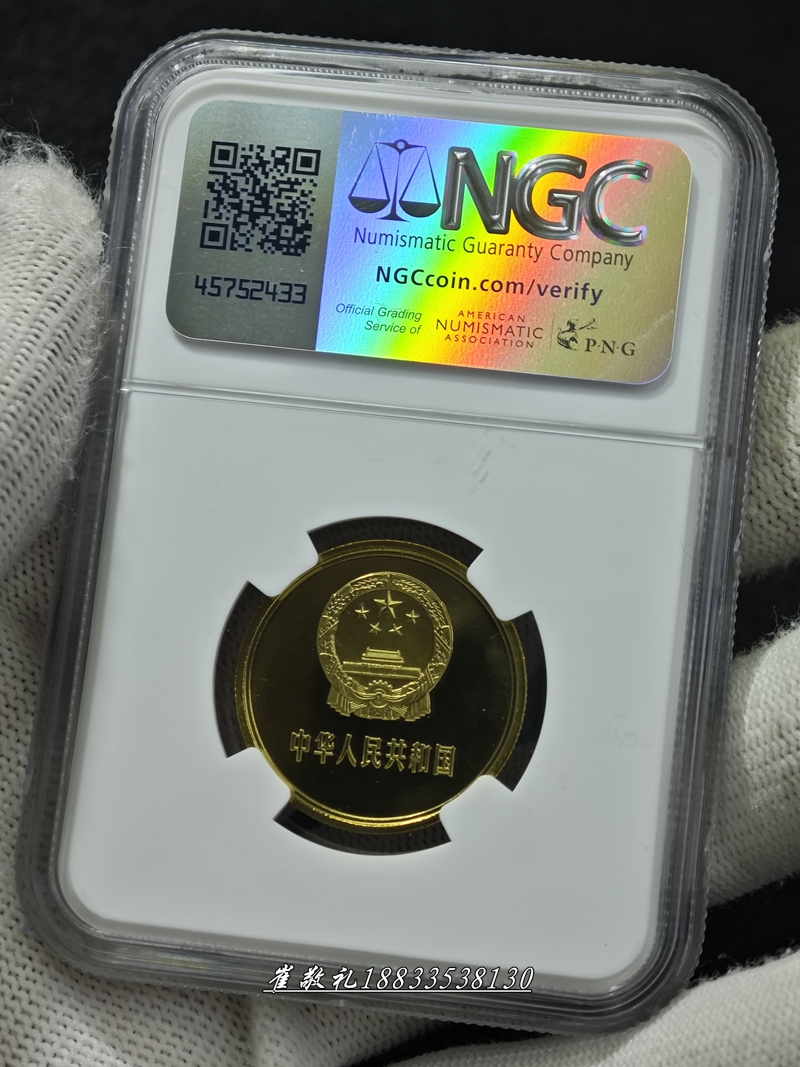 NGC
Numismatic Guaranty Company
NGCcoin.com/verify
45752433
Official Grading
Service of
AMERICAN
NUMISMATIC
ASSOCIATION
P·N·G
中华人民共和国
崔敬礼18833538130